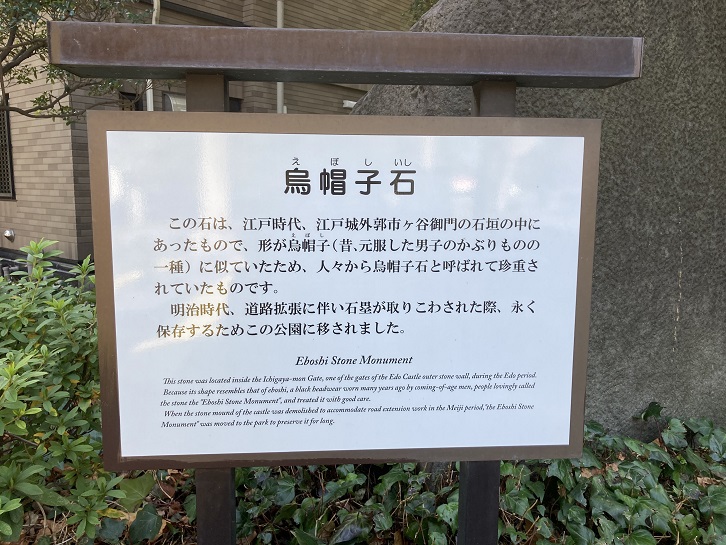 えぼしいし
烏帽子石
この石は、江戸時代、江戸城外郭市ヶ谷御門の石垣の中に
あったもので、形が烏帽子(昔、元服した男子のかぶりものの
えぼし
一種)に似ていたため、人々から烏帽子石と呼ばれて珍重さ
れていたものです。
明治時代、道路拡張に伴い石塁が取りこわされた際、永く
保存するためこの公園に移されました。
Eboshi Stone Monument
This stone was located inside the Ichigaya-mon Gate, one of the gates of the Edo Castle outer stone wall, during the Edo period.
Because its shape resembles that of eboshi, a black headwear worn many years ago by coming-of-age men, people lovingly called
the stone the "Eboshi Stone Monument", and treated it with good care.
When the stone mound of the castle was demolished to accommodate road extension work in the Meiji period,"the Eboshi Stone
Monument" was moved to the park to preserve it for long.